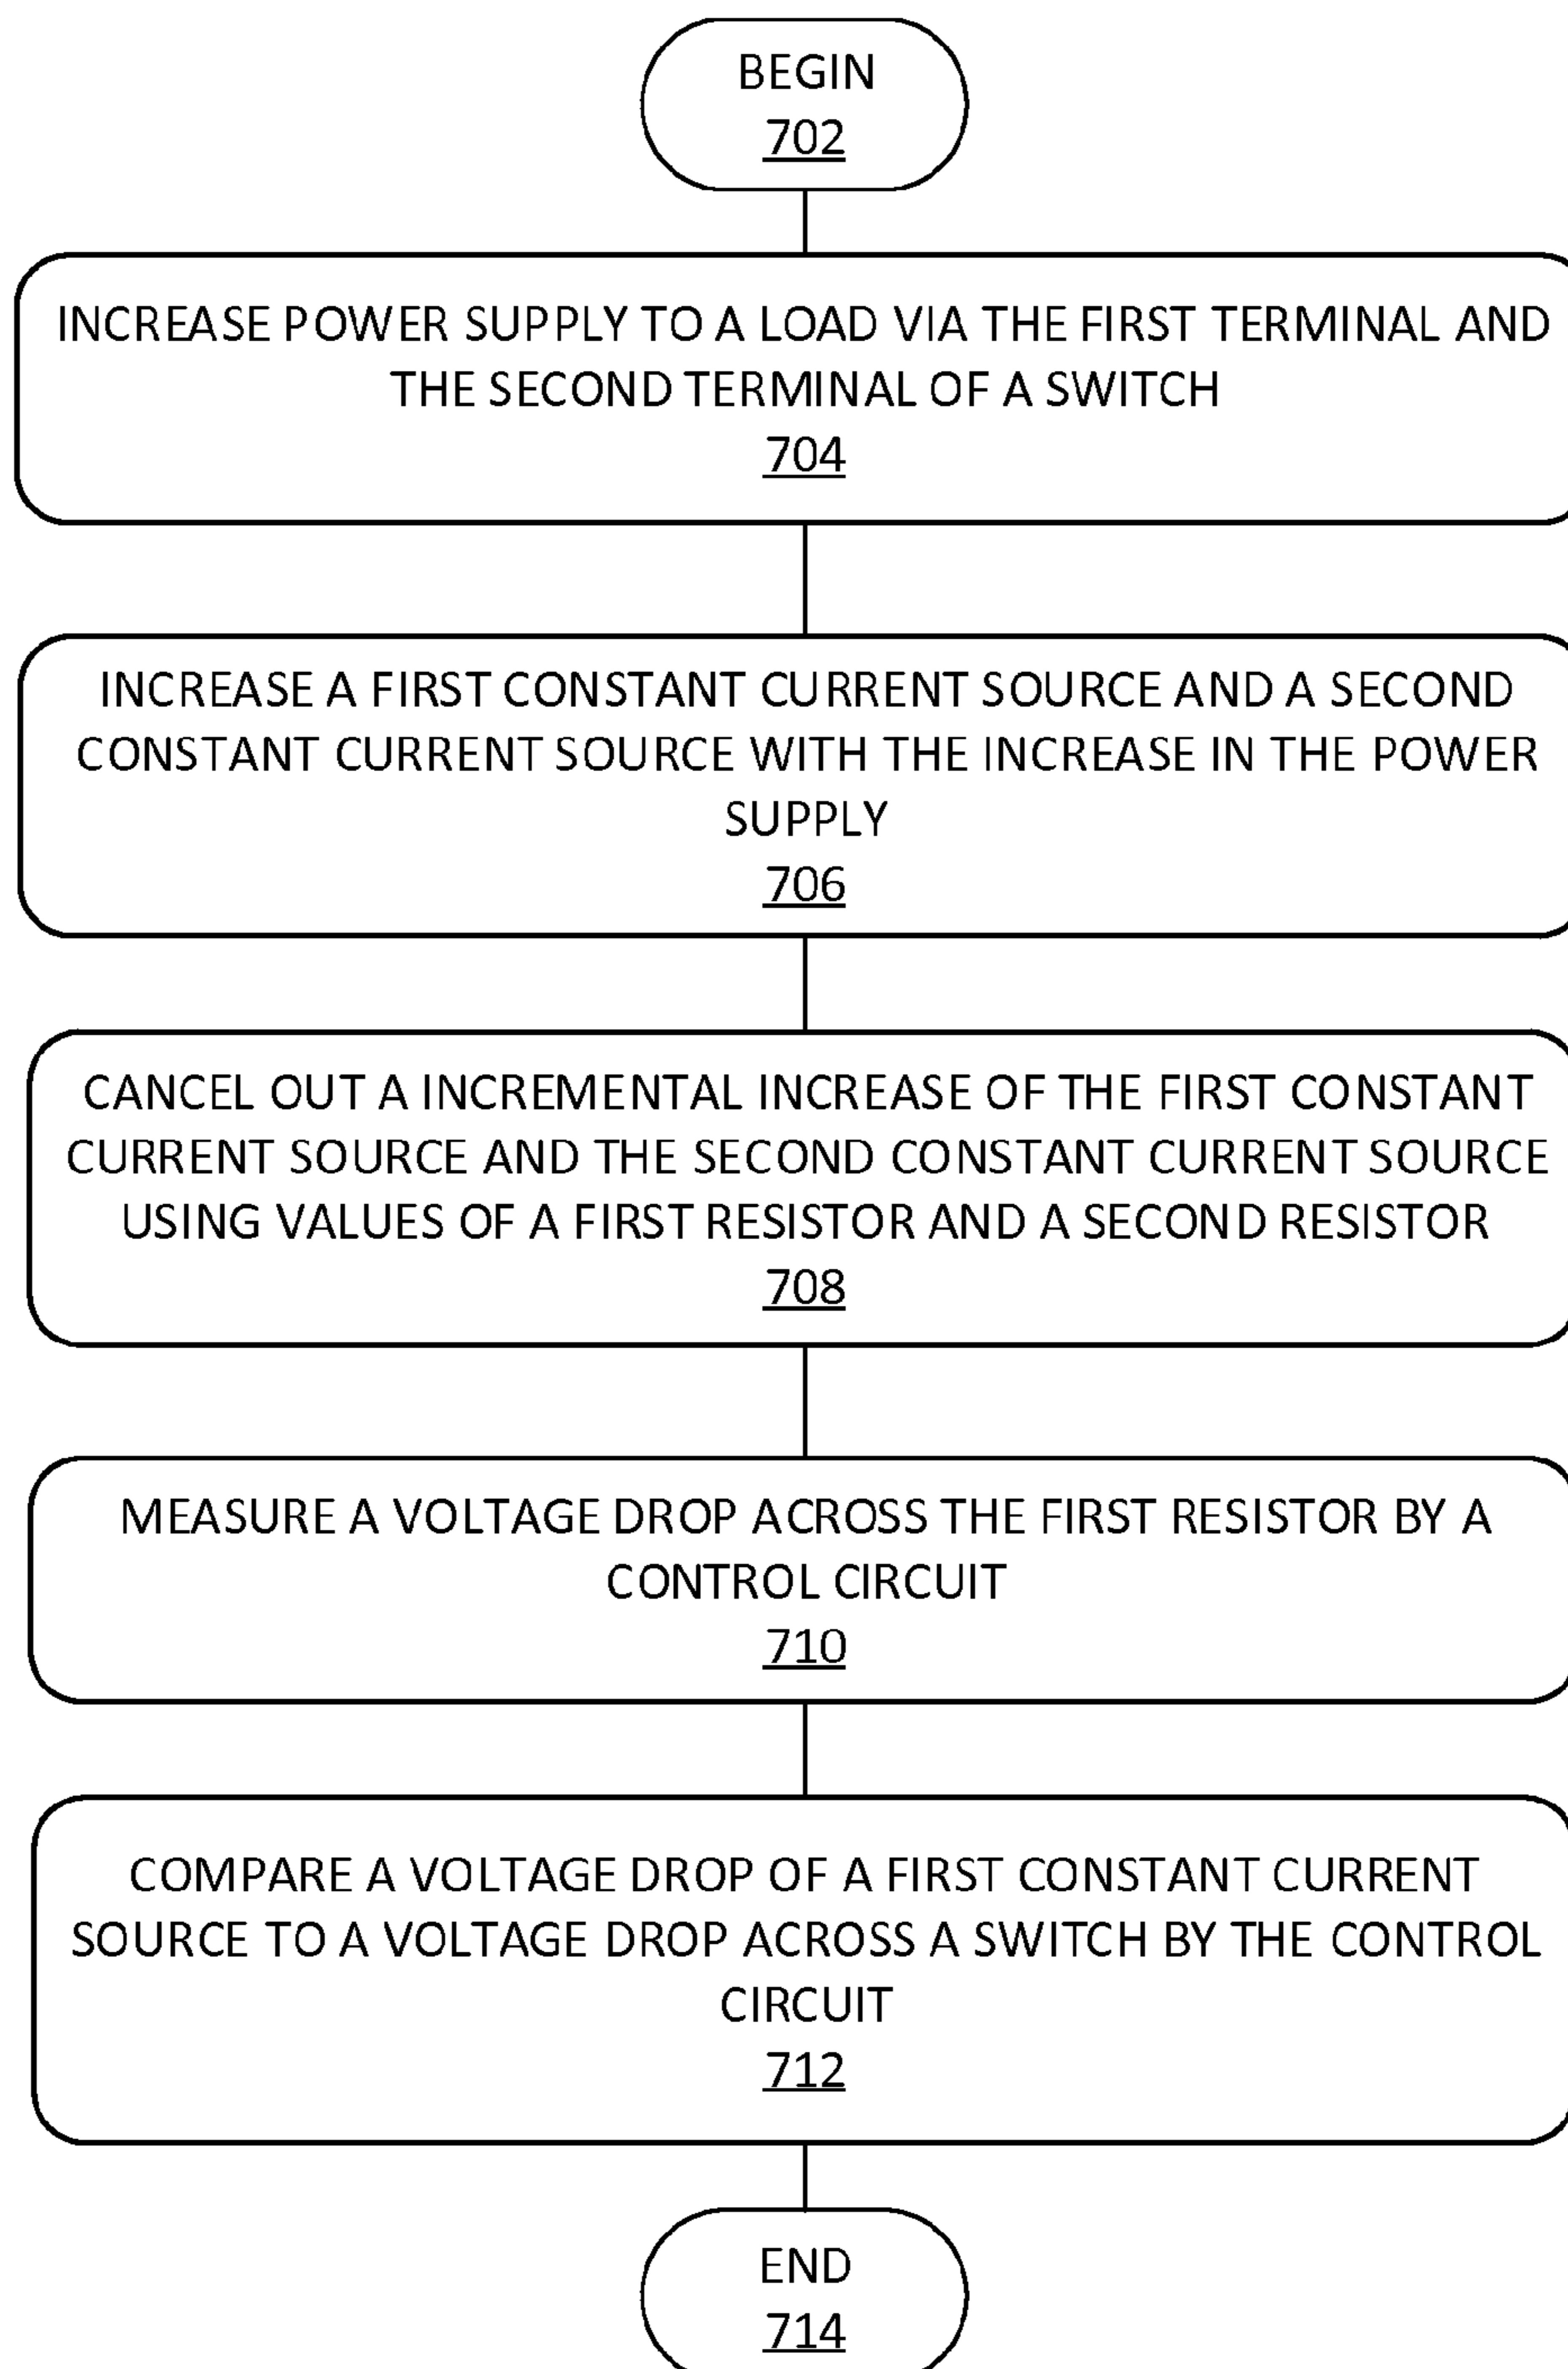 BEGIN
702
INCREASE POWER SUPPLY TO A LOAD VIA THE FIRST TERMINAL AND
THE SECOND TERMINAL OF A SWITCH
704
INCREASE A FIRST CONSTANT CURRENT SOURCE AND A SECOND
CONSTANT CURRENT SOURCE WITH THE INCREASE IN THE POWER
SUPPLY
706
CANCEL OUT A INCREMENTAL INCREASE OF THE FIRST CONSTANT
CURRENT SOURCE AND THE SECOND CONSTANT CURRENT SOURCE
USING VALUES OF A FIRST RESISTOR AND A SECOND RESISTOR
708
MEASURE A VOLTAGE DROP ACROSS THE FIRST RESISTOR BY A
CONTROL CIRCUIT
710
COMPARE A VOLTAGE DROP OF A FIRST CONSTANT CURRENT
SOURCE TO A VOLTAGE DROP ACROSS A SWITCH BY THE CONTROL
CIRCUIT
712
END
714